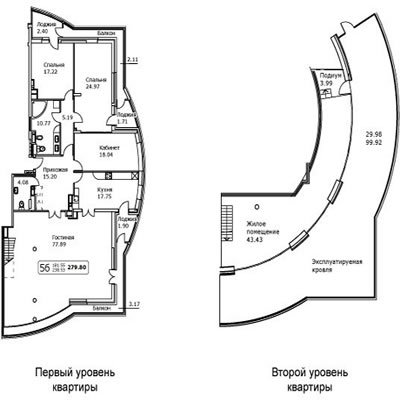 Лоджия
2.40
Балкон
Спальня
17.22
Спальня
24.97
2.11
Лоджия
1.71
10.77
5.19
Кабинет
18.04
Прихожая
15.20
4.08
Кухня
17.75
Лоджия
1.90
Гостиная
77.89
5б
279.80
3.17
Балкон
Первый уровень
квартиры
Подиум
3.99
29.98
99.92
Жилое
помещение
43.43
Эксплуатируемая
кровля
Второй уровень
квартиры